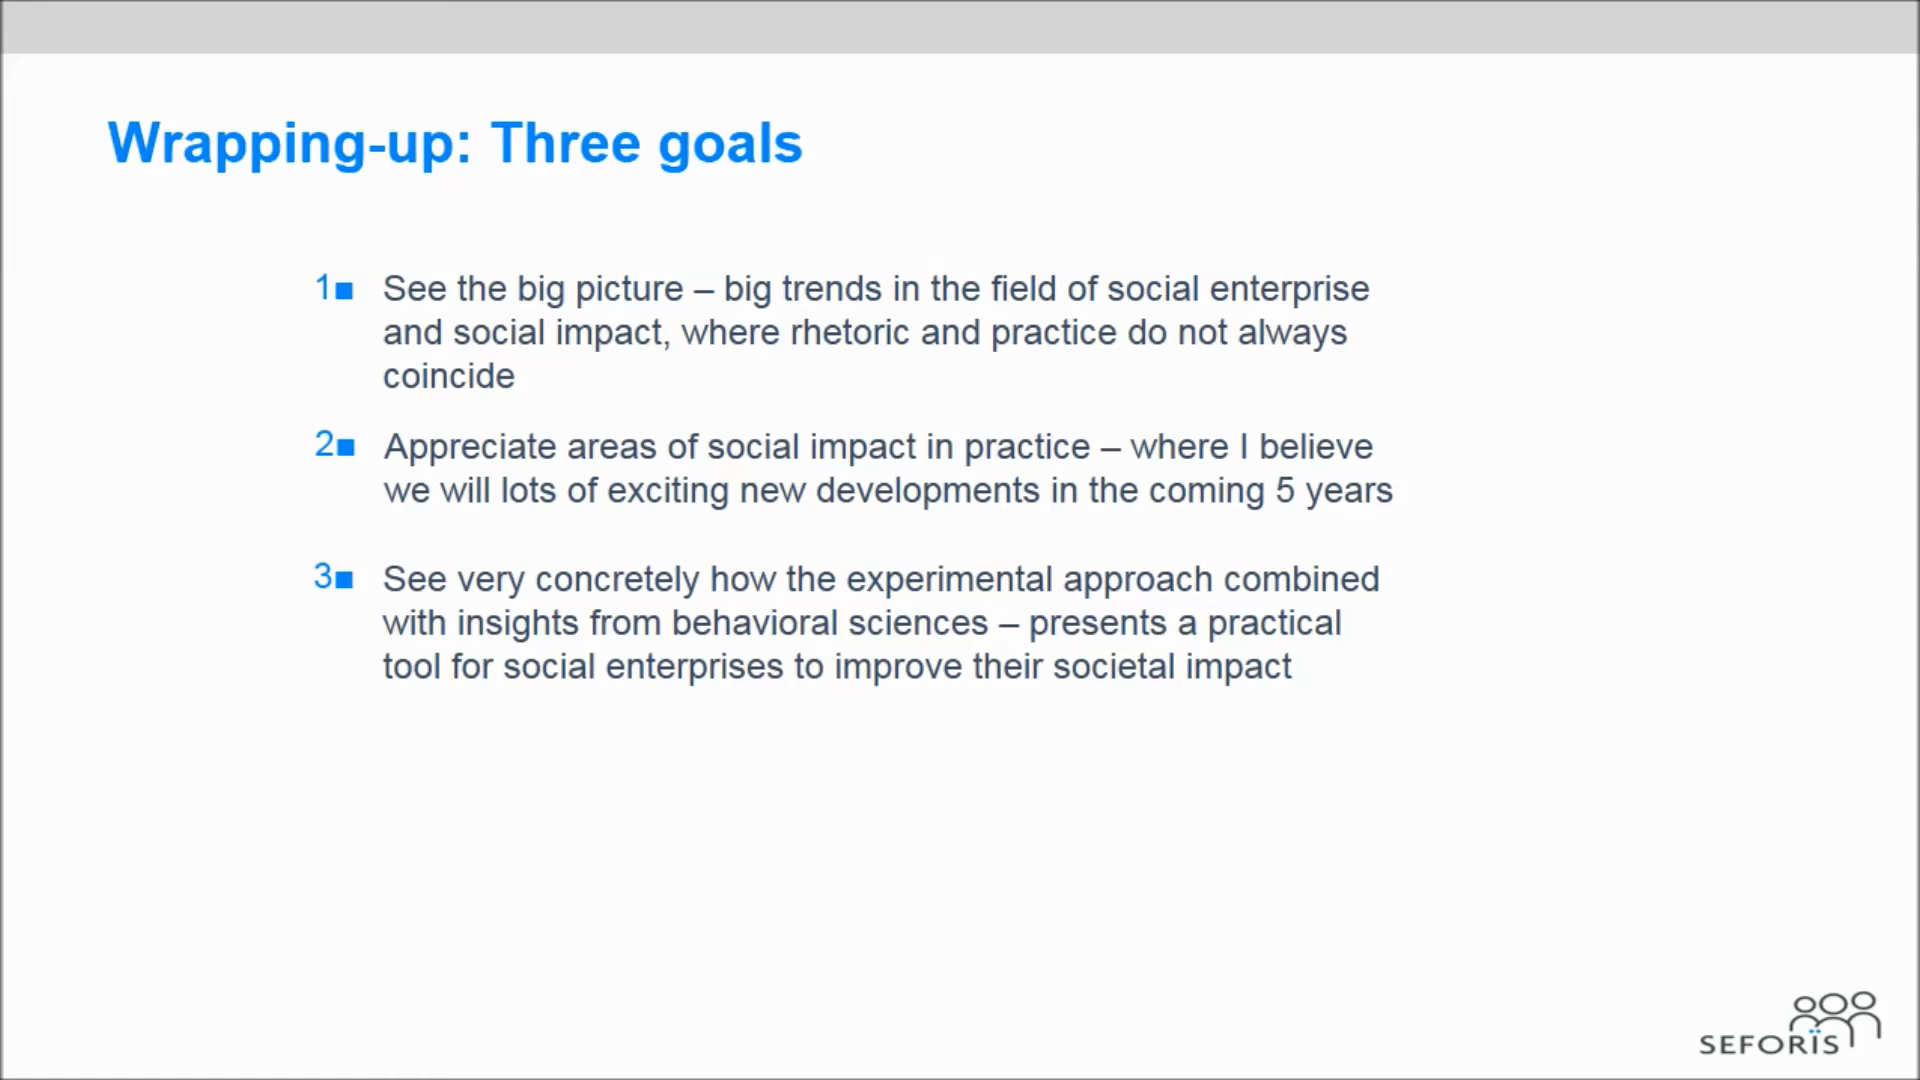 Wrapping-up: Three goals
1■ See the big picture – big trends in the field of social enterprise
and social impact, where rhetoric and practice do not always
coincide
2■ Appreciate areas of social impact in practice – where I believe
we will lots of exciting new developments in the coming 5 years
3■ See very concretely how the experimental approach combined
with insights from behavioral sciences – presents a practical
tool for social enterprises to improve their societal impact
SEFORÏS